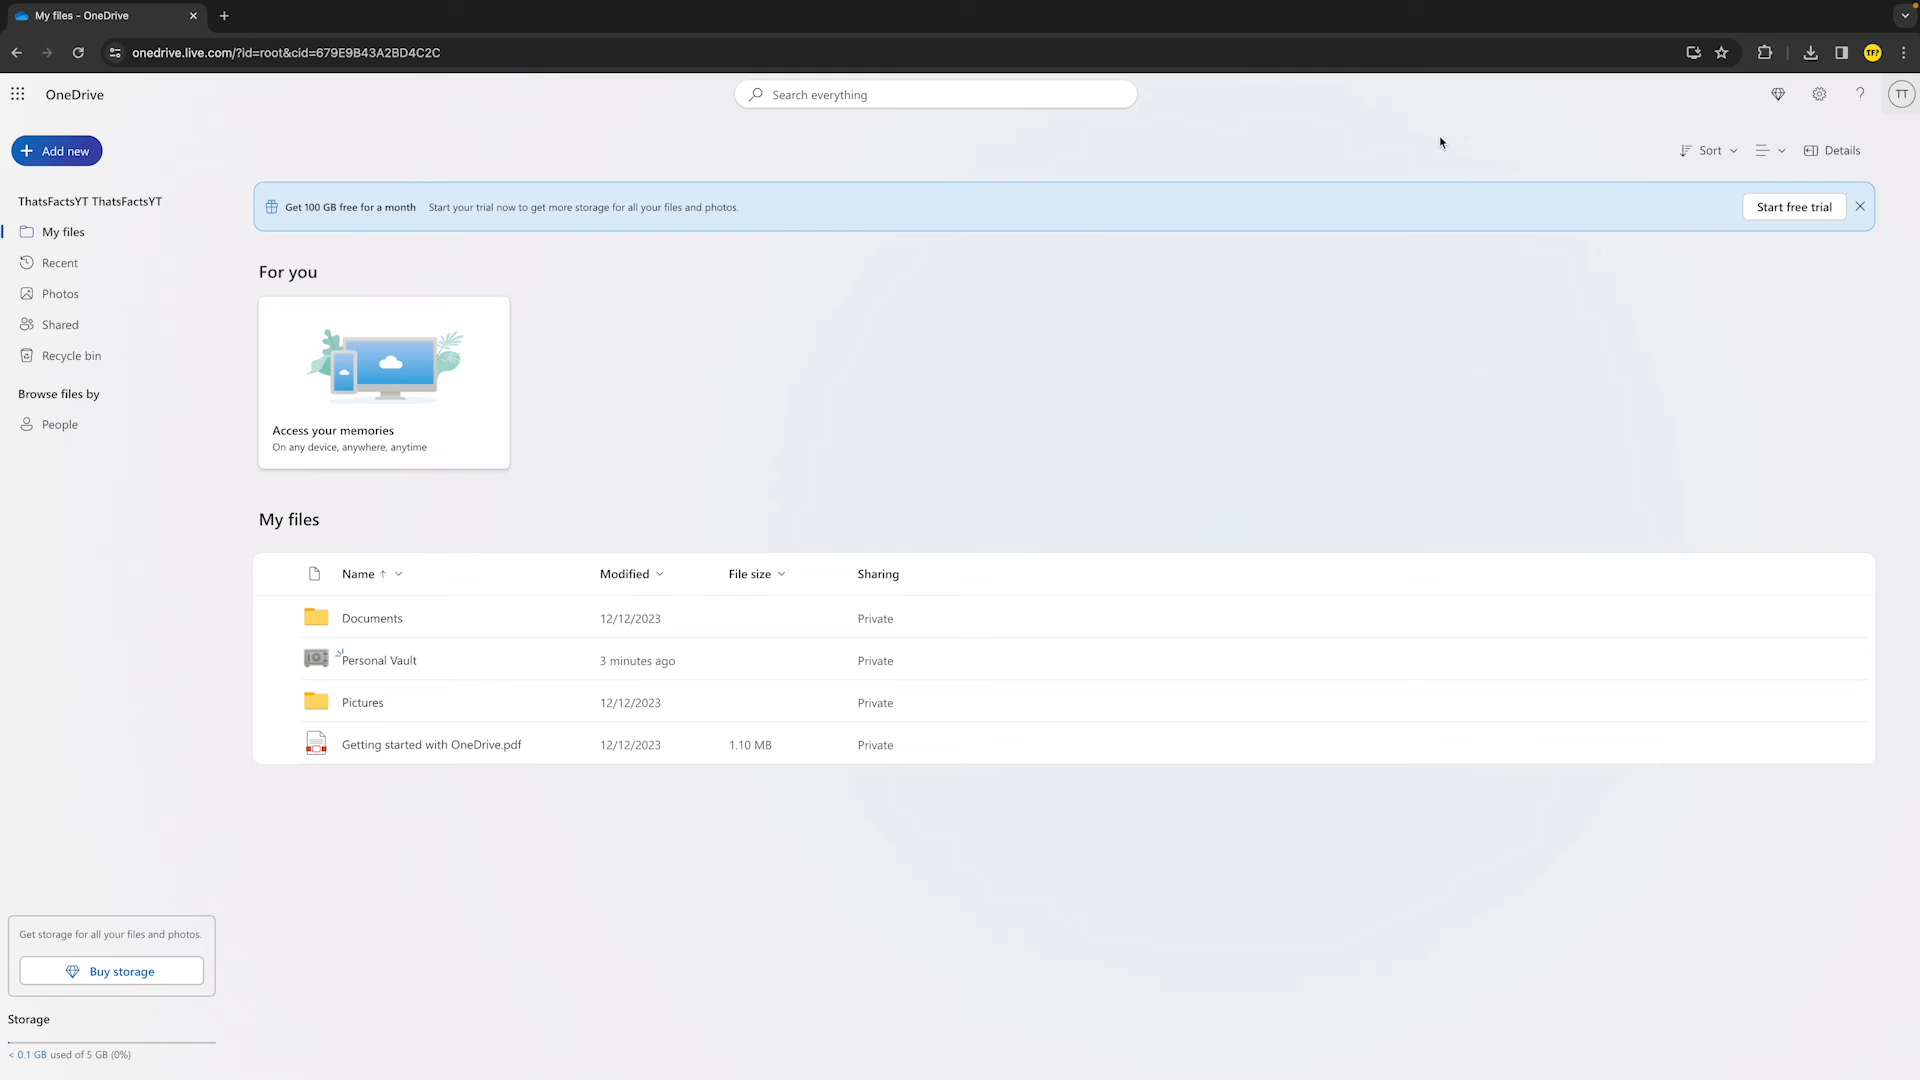 My files - OneDrive
onedrive.live.com/?id=root&cid=679E9B43A2BD4C2C
TF?
OneDrive
Search everything
TT
Add new
Sort
Details
ThatsFactsYT ThatsFactsYT
My files
Recent
Photos
Shared
Recycle bin
Browse files by
People
Get 100 GB free for a month Start your trial now to get more storage for all your files and photos.
Start free trial
For you
Access your memories
On any device, anywhere, anytime
My files
Name Modified File size Sharing
Documents 12/12/2023 Private
Personal Vault 3 minutes ago Private
Pictures 12/12/2023 Private
Getting started with OneDrive.pdf 12/12/2023 1.10 MB Private
Get storage for all your files and photos.
Buy storage
Storage
< 0.1 GB used of 5 GB (0%)